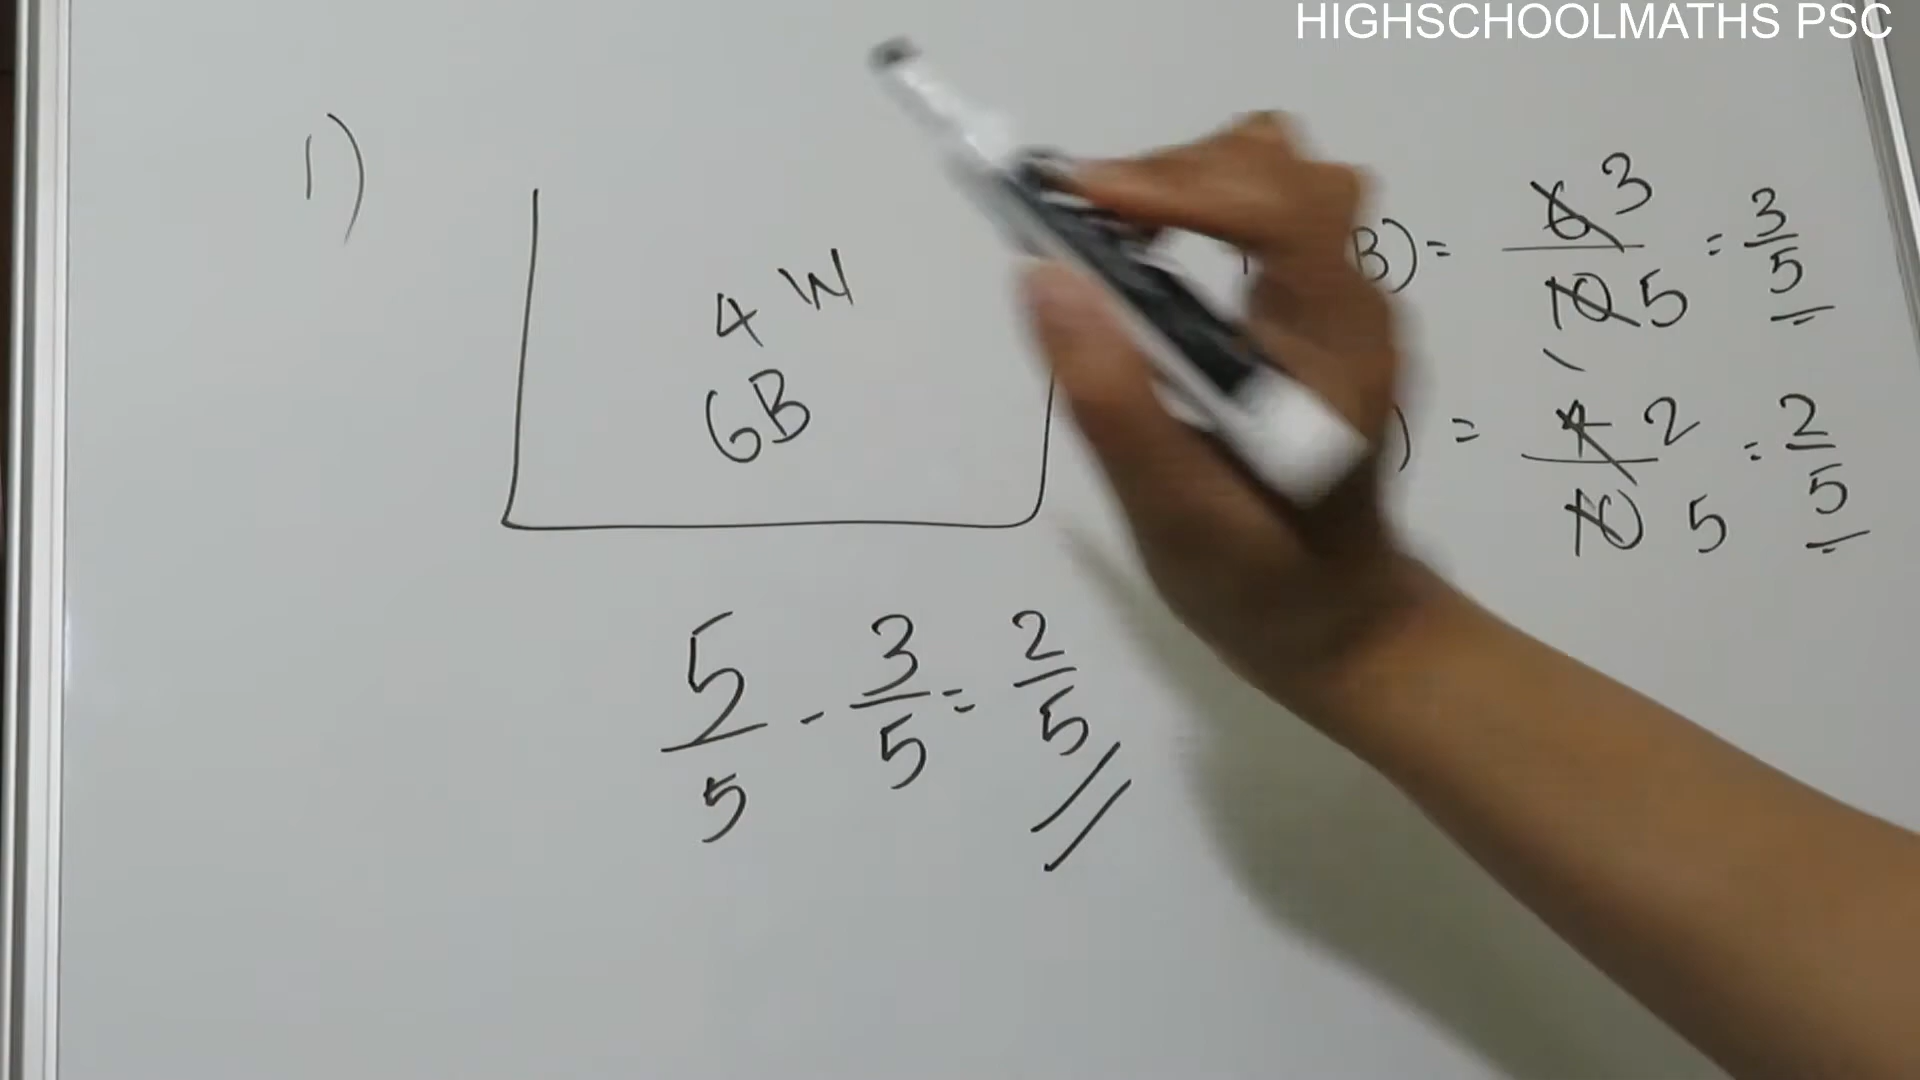 HIGHSCHOOLMATHS PSC
1)
4 W
6B
B) = 6/10 3/5 = 3/5
) = 4/10 2/5 = 2/5
5/5 - 3/5 = 2/5